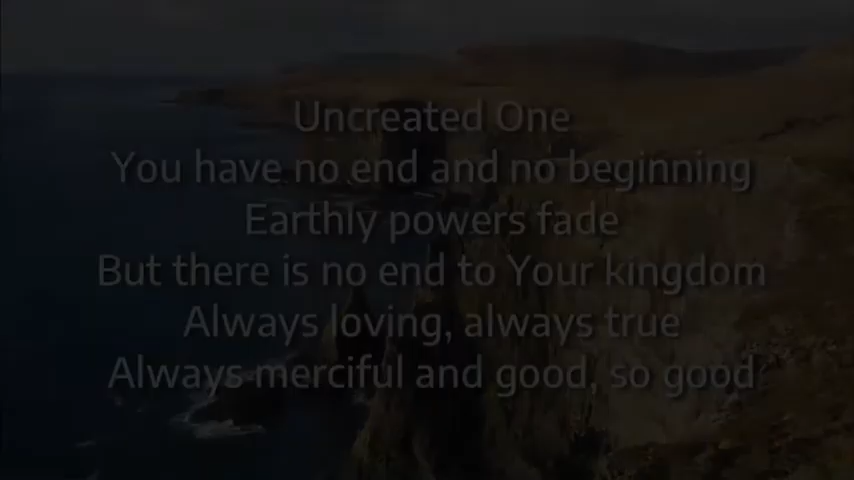 Uncreated One
You have no end and no beginning
Earthly powers fade
But there is no end to Your kingdom
Always loving, always true
Always merciful and good, so good